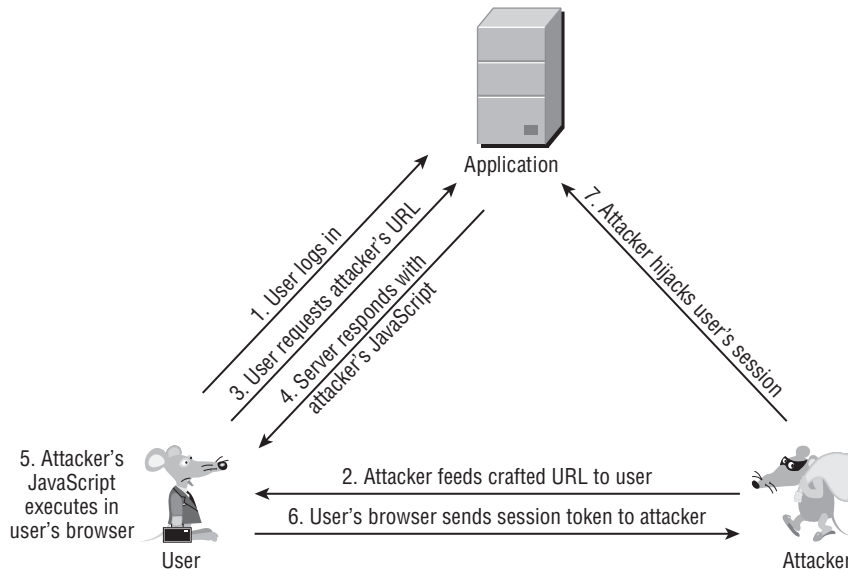 Application
1. User logs in
3. User requests attacker's URL
4. Server responds with
attacker's JavaScript
7. Attacker hijacks user's session
5. Attacker's
JavaScript
executes in
user's browser
2. Attacker feeds crafted URL to user
6. User's browser sends session token to attacker
User
Attacker